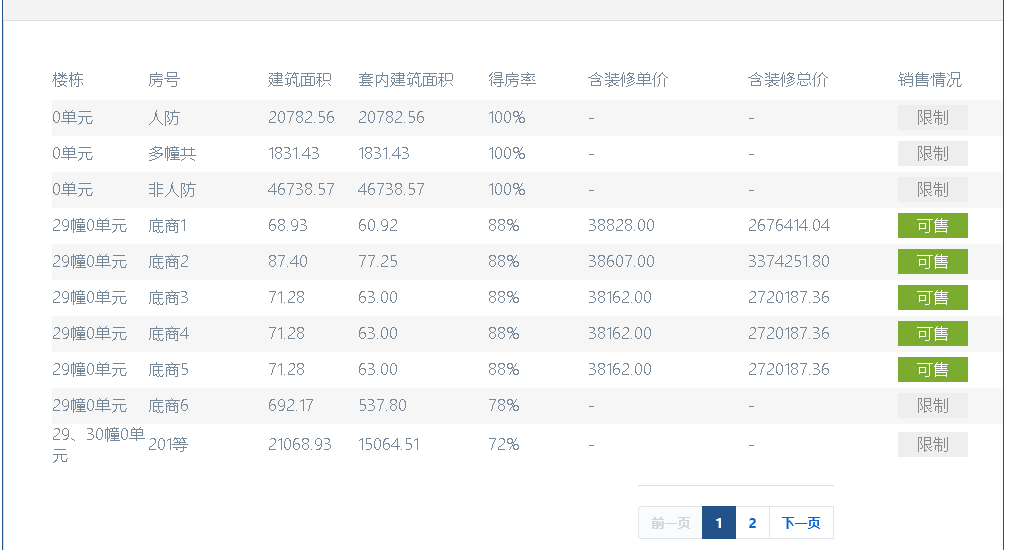 楼栋 房号 建筑面积 套内建筑面积 得房率 含装修单价 含装修总价 销售情况
0单元 人防 20782.56 20782.56 100% - - 限制
0单元 多幢共 1831.43 1831.43 100% - - 限制
0单元 非人防 46738.57 46738.57 100% - - 限制
29幢0单元 底商1 68.93 60.92 88% 38828.00 2676414.04 可售
29幢0单元 底商2 87.40 77.25 88% 38607.00 3374251.80 可售
29幢0单元 底商3 71.28 63.00 88% 38162.00 2720187.36 可售
29幢0单元 底商4 71.28 63.00 88% 38162.00 2720187.36 可售
29幢0单元 底商5 71.28 63.00 88% 38162.00 2720187.36 可售
29幢0单元 底商6 692.17 537.80 78% - - 限制
29、30幢0单
元 201等 21068.93 15064.51 72% - - 限制
前一页 1 2 下一页